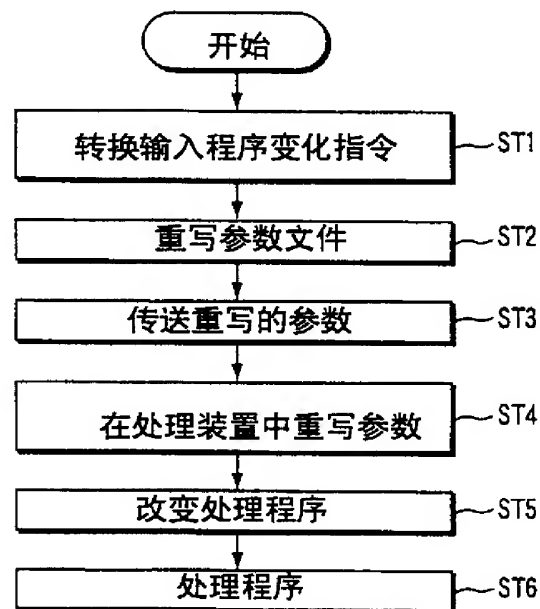 开始
转换输入程序变化指令
ST1
重写参数文件
ST2
传送重写的参数
ST3
在处理装置中重写参数
ST4
改变处理程序
ST5
处理程序
ST6